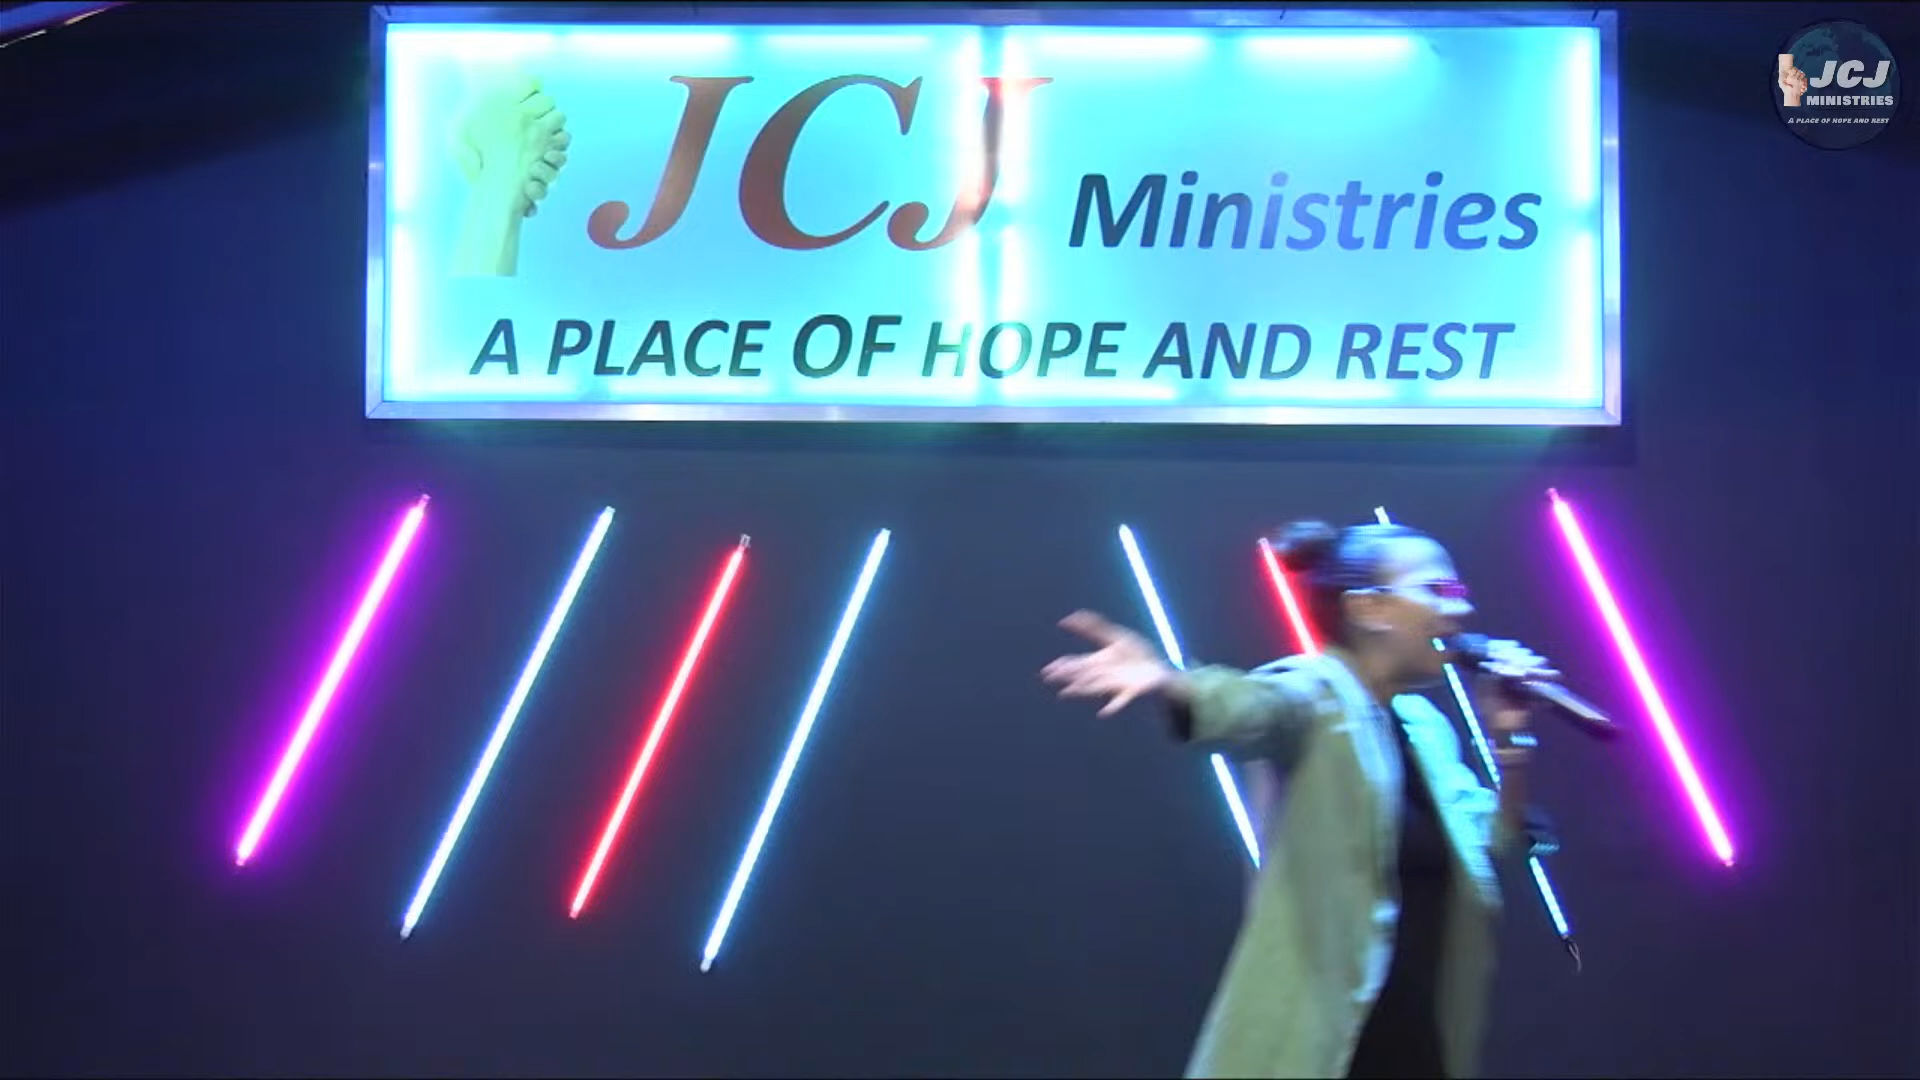 JCJ Ministries
A PLACE OF HOPE AND REST
JCJ
MINISTRIES
A PLACE OF HOPE AND REST